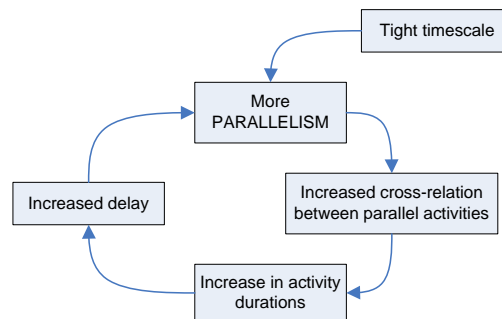 Tight timescale
More
PARALLELISM
Increased cross-relation
between parallel activities
Increase in activity
durations
Increased delay